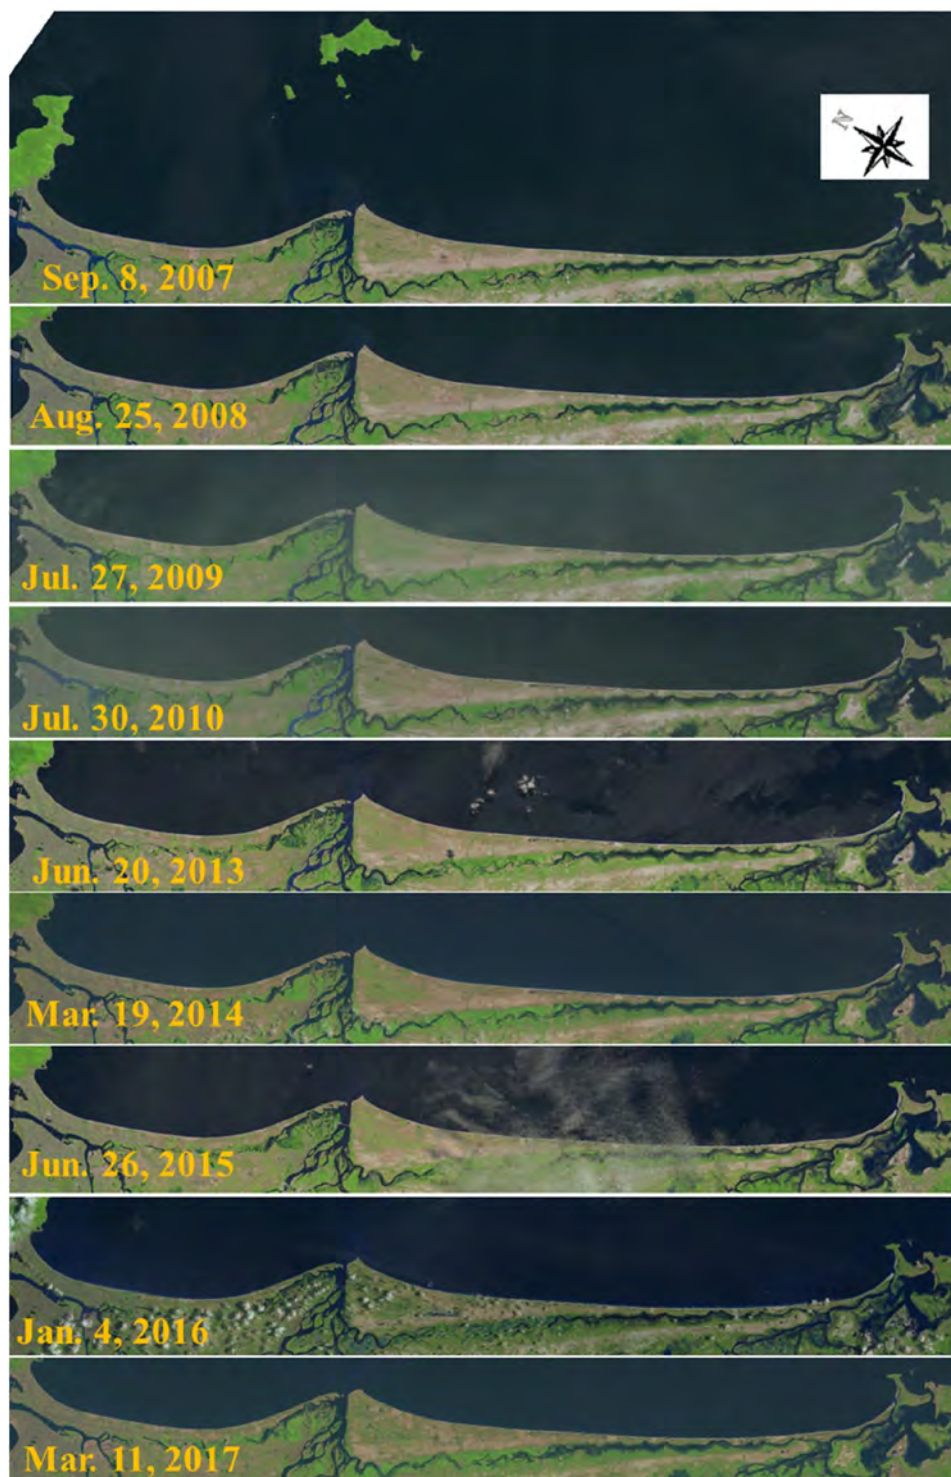 N
Sep. 8, 2007
Aug. 25, 2008
Jul. 27, 2009
Jul. 30, 2010
Jun. 20, 2013
Mar. 19, 2014
Jun. 26, 2015
Jan. 4, 2016
Mar. 11, 2017